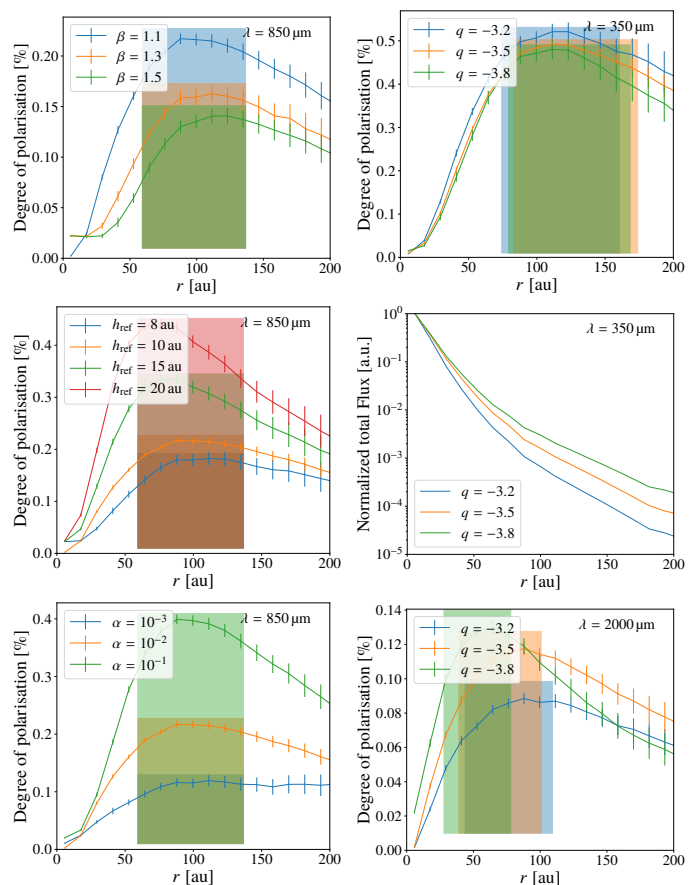 λ = 850 μm
β = 1.1
β = 1.3
β = 1.5
Degree of polarisation [%]
0.20
0.15
0.10
0.05
0.00
0 50 100 150 200
r [au]
λ = 350 μm
q = −3.2
q = −3.5
q = −3.8
Degree of polarisation [%]
0.5
0.4
0.3
0.2
0.1
0.0
0 50 100 150 200
r [au]
λ = 850 μm
h_ref = 8 au
h_ref = 10 au
h_ref = 15 au
h_ref = 20 au
Degree of polarisation [%]
0.4
0.2
0.0
0 50 100 150 200
r [au]
λ = 350 μm
Normalized total Flux [a.u.]
10^0
10^−1
10^−2
10^−3
10^−4
10^−5
q = −3.2
q = −3.5
q = −3.8
0 50 100 150 200
r [au]
λ = 850 μm
α = 10^−3
α = 10^−2
α = 10^−1
Degree of polarisation [%]
0.4
0.3
0.2
0.1
0.0
0 50 100 150 200
r [au]
λ = 2000 μm
q = −3.2
q = −3.5
q = −3.8
Degree of polarisation [%]
0.14
0.12
0.10
0.08
0.06
0.04
0.02
0.00
0 50 100 150 200
r [au]